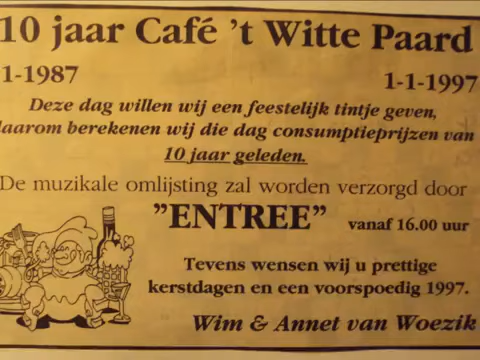 10 jaar Café 't Witte Paard
1-1987 1-1-1997
Deze dag willen wij een feestelijk tintje geven,
daarom berekenen wij die dag consumptieprijzen van
10 jaar geleden.
De muzikale omlijsting zal worden verzorgd door
"ENTREE" vanaf 16.00 uur
Tevens wensen wij u prettige
kerstdagen en een voorspoedig 1997.
Wim & Annet van Woezik